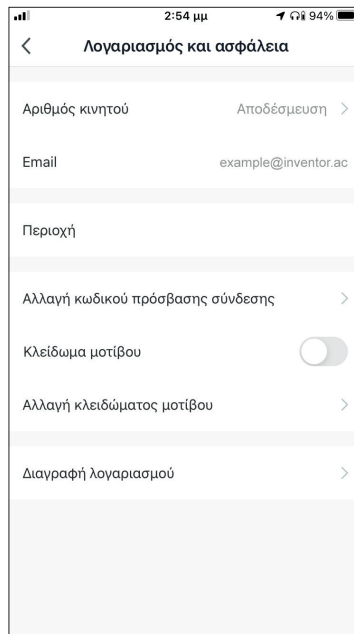 2:54 μμ 94%
Λογαριασμός και ασφάλεια
Αριθμός κινητού Αποδέσμευση
Email example@inventor.ac
Περιοχή
Αλλαγή κωδικού πρόσβασης σύνδεσης
Κλείδωμα μοτίβου
Αλλαγή κλειδώματος μοτίβου
Διαγραφή λογαριασμού